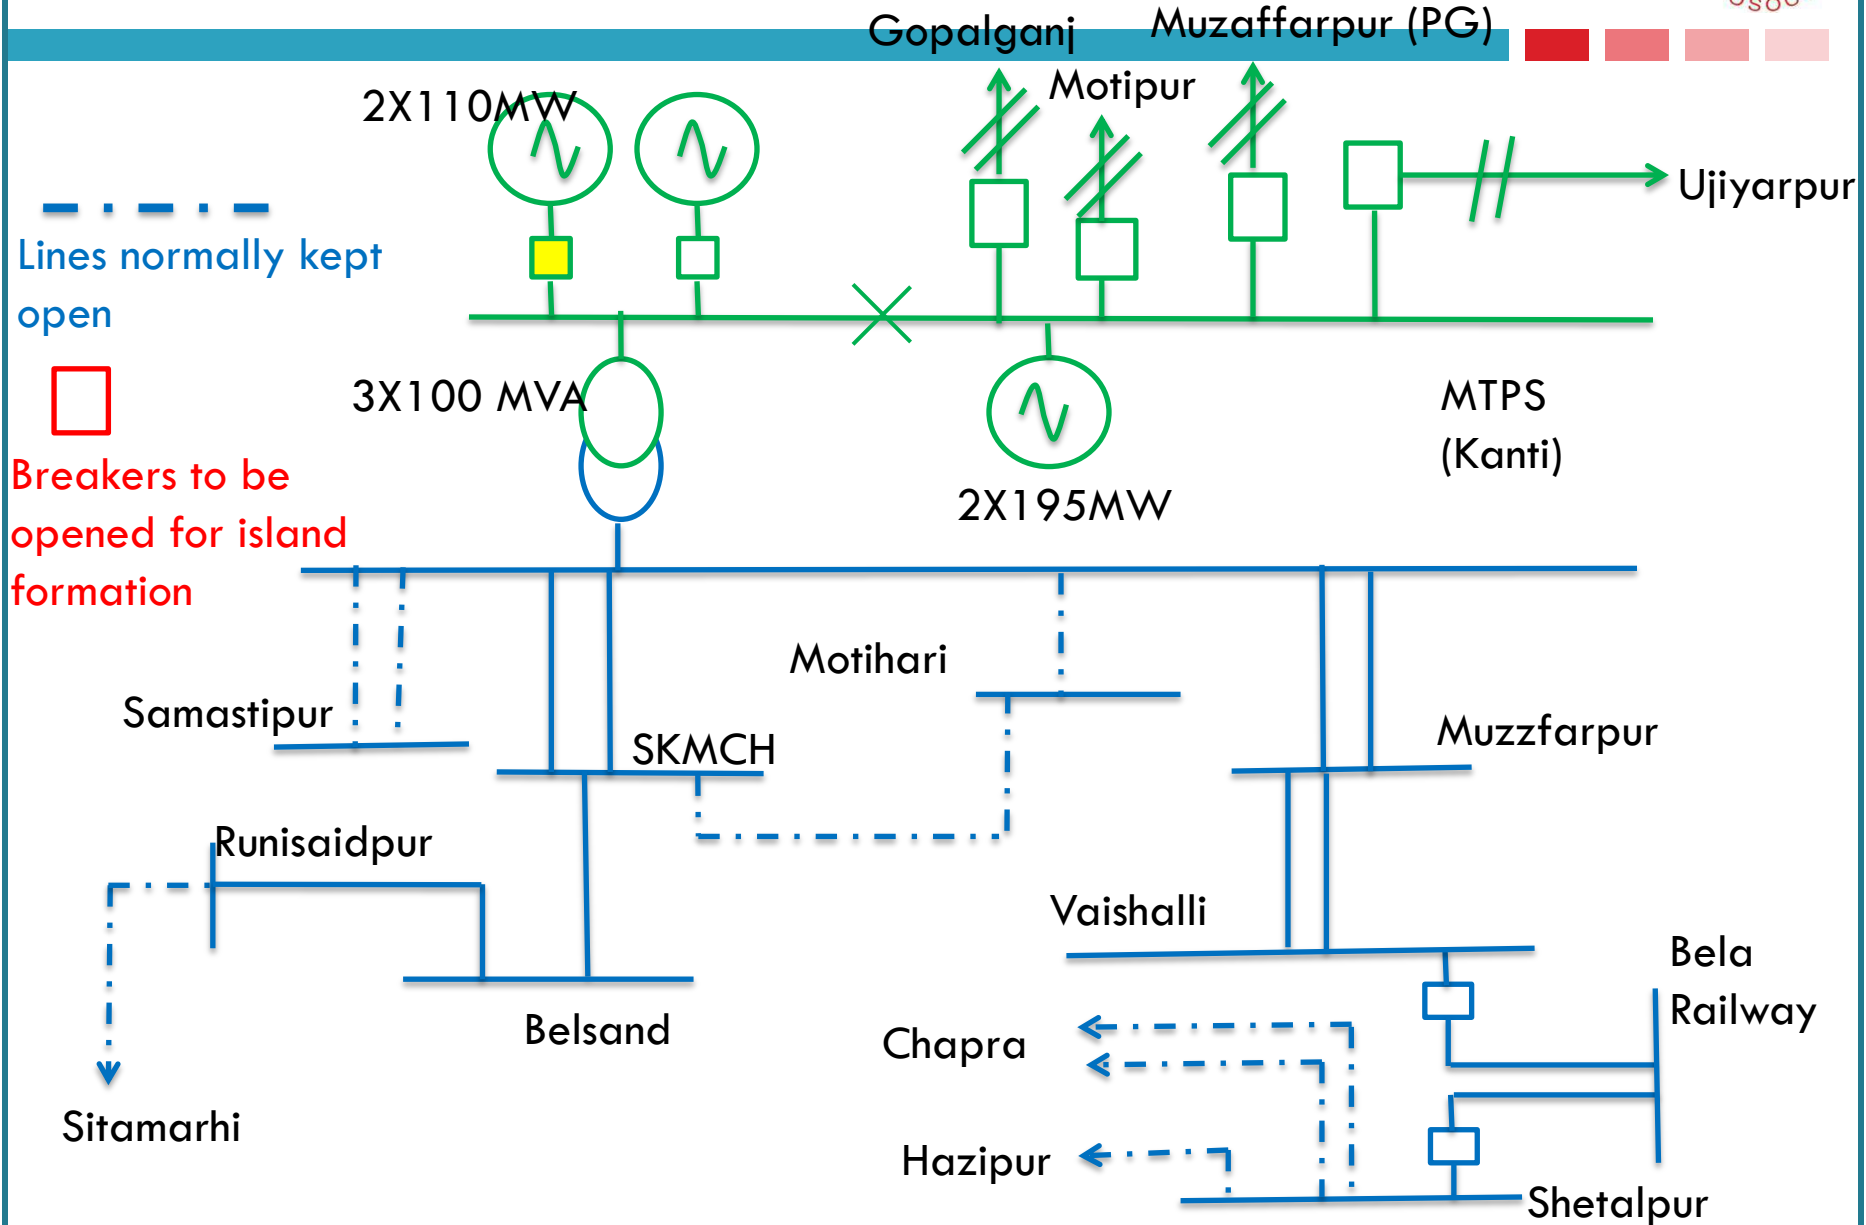 Gopalganj
Muzaffarpur (PG)
2X110MW
Motipur
Ujiyarpur
Lines normally kept
open
3X100 MVA
MTPS
(Kanti)
Breakers to be
opened for island
formation
2X195MW
Motihari
Samastipur
SKMCH
Muzzfarpur
Runisaidpur
Vaishalli
Bela
Railway
Belsand
Chapra
Sitamarhi
Hazipur
Shetalpur